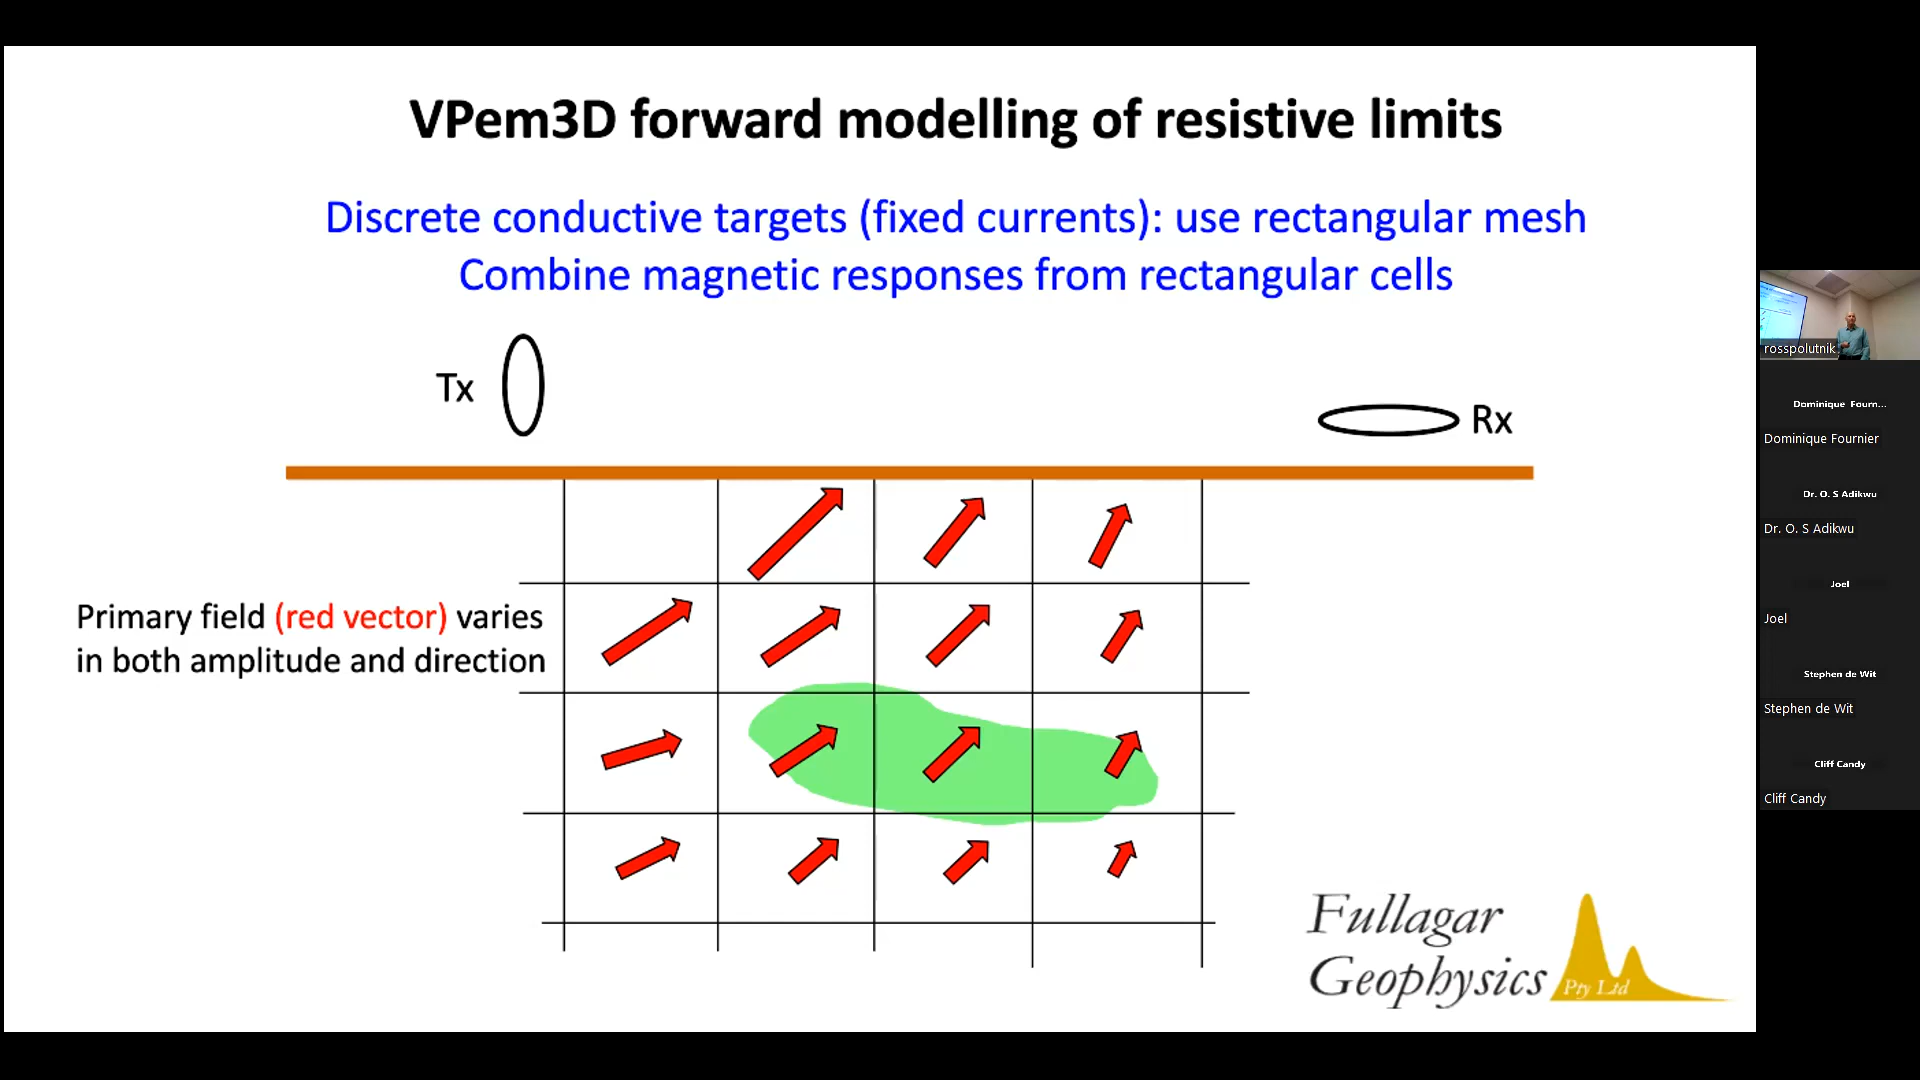 VPem3D forward modelling of resistive limits
Discrete conductive targets (fixed currents): use rectangular mesh
Combine magnetic responses from rectangular cells
Tx
Rx
Primary field (red vector) varies
in both amplitude and direction
Fullagar
Geophysics
Pty Ltd
rosspolutnik
Dominique Fourn...
Dominique Fournier
Dr. O. S Adikwu
Dr. O. S Adikwu
Joel
Joel
Stephen de Wit
Stephen de Wit
Cliff Candy
Cliff Candy